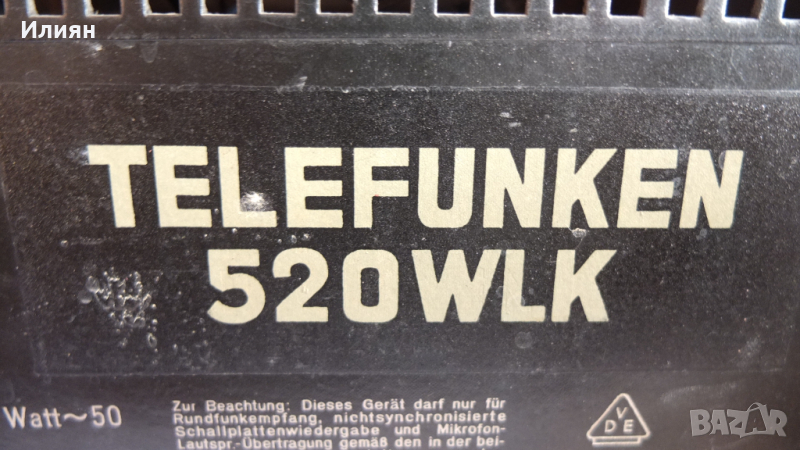 Илиян
TELEFUNKEN
520WLK
Watt~50
Zur Beachtung: Dieses Gerät darf nur für
Rundfunkempfang, nichtsynchronisierte
Schallplattenwiedergabe und Mikrofon-
Lautspr.-Übertragung gemäß den in der bei-
V
D E
BAZAR